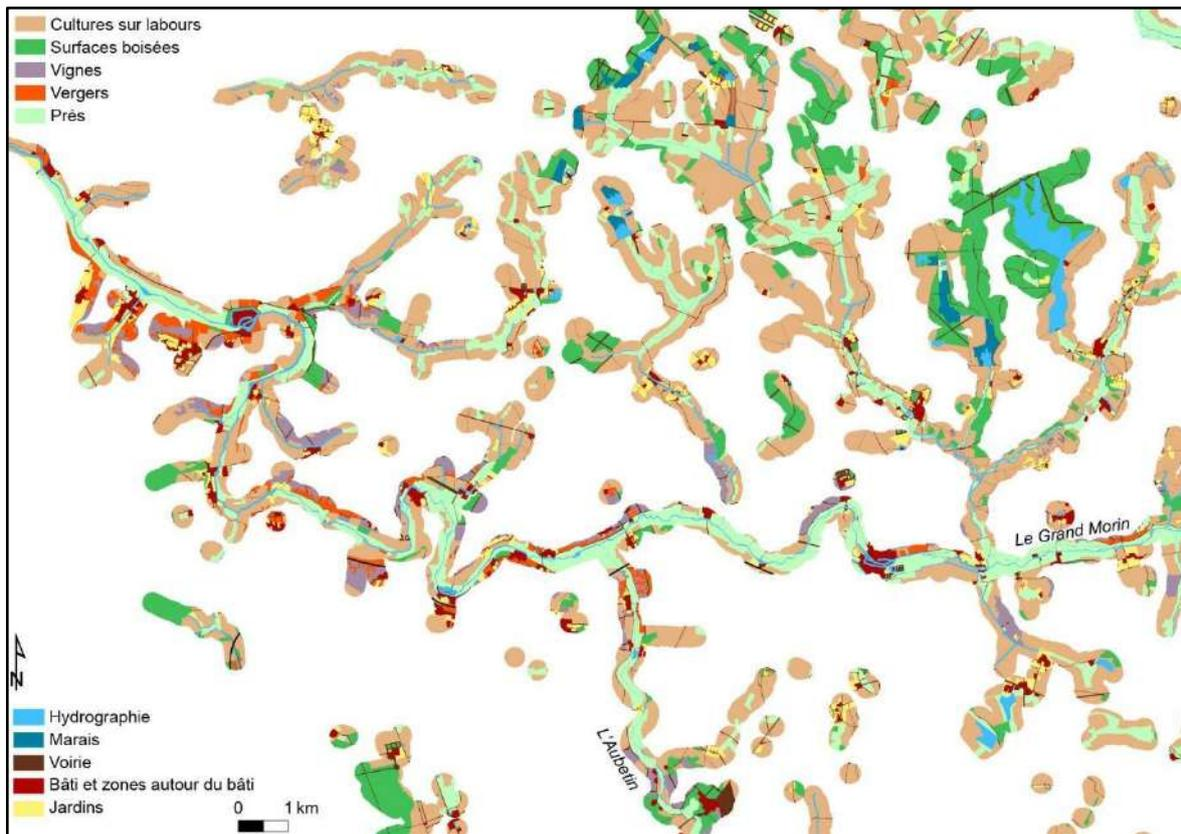 Cultures sur labours
Surfaces boisées
Vignes
Vergers
Prés
Le Grand Morin
L'Aubetin
N
Hydrographie
Marais
Voirie
Bâti et zones autour du bâti
Jardins
0 1 km